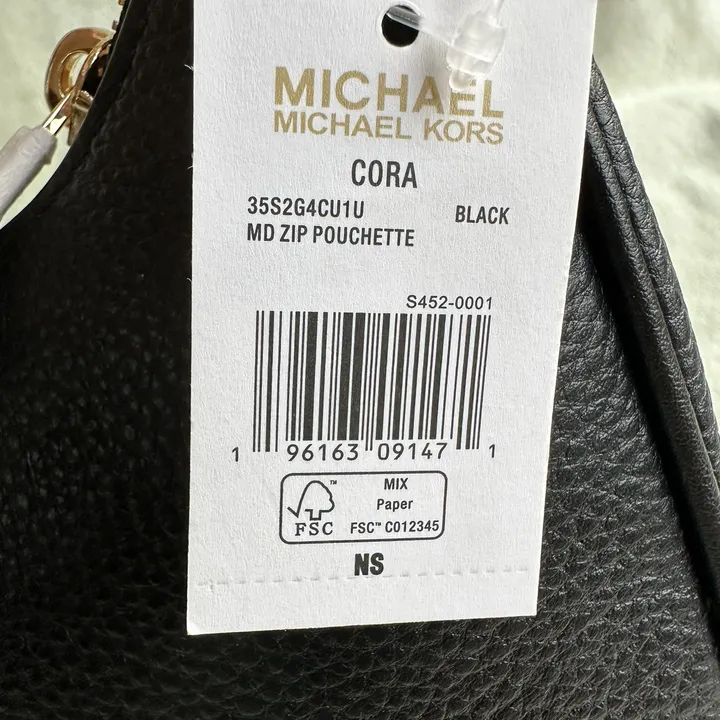 MICHAEL
MICHAEL KORS
CORA
35S2G4CU1U BLACK
MD ZIP POUCHETTE
S452-0001
1 96163 09147 1
FSC™
MIX
Paper
FSC™ C012345
NS